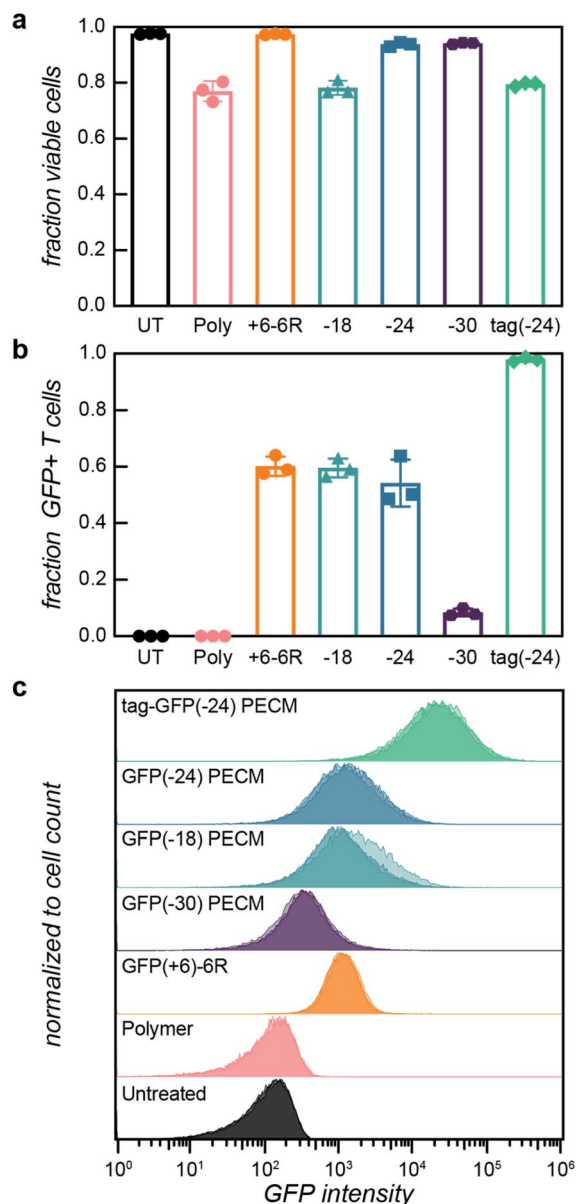 a
fraction viable cells
1.0
0.8
0.6
0.4
0.2
0.0
UT Poly +6-6R -18 -24 -30 tag(-24)
b
fraction GFP+ T cells
1.0
0.8
0.6
0.4
0.2
0.0
UT Poly +6-6R -18 -24 -30 tag(-24)
c
normalized to cell count
tag-GFP(-24) PECM
GFP(-24) PECM
GFP(-18) PECM
GFP(-30) PECM
GFP(+6)-6R
Polymer
Untreated
10⁰ 10¹ 10² 10³ 10⁴ 10⁵ 10⁶
GFP intensity